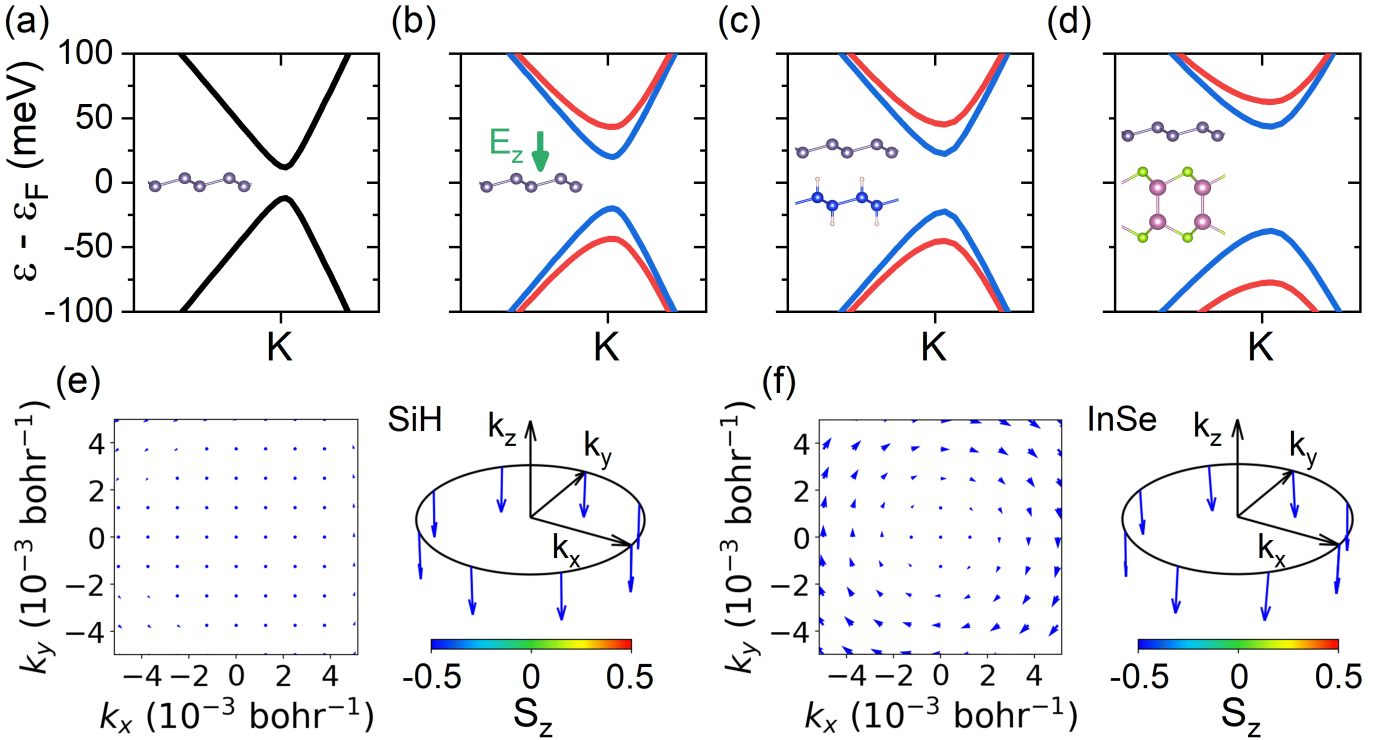 (a) (b) (c) (d)
ε - ε_F (meV)
100
50
0
-50
-100
E_z
K K K K
(e) (f)
SiH
InSe
k_y (10⁻³ bohr⁻¹)
4
2
0
−2
−4
−4 −2 0 2 4
k_x (10⁻³ bohr⁻¹)
k_z
k_y
k_x
-0.5 0 0.5
S_z
k_y (10⁻³ bohr⁻¹)
4
2
0
−2
−4
−4 −2 0 2 4
k_x (10⁻³ bohr⁻¹)
k_z
k_y
k_x
-0.5 0 0.5
S_z